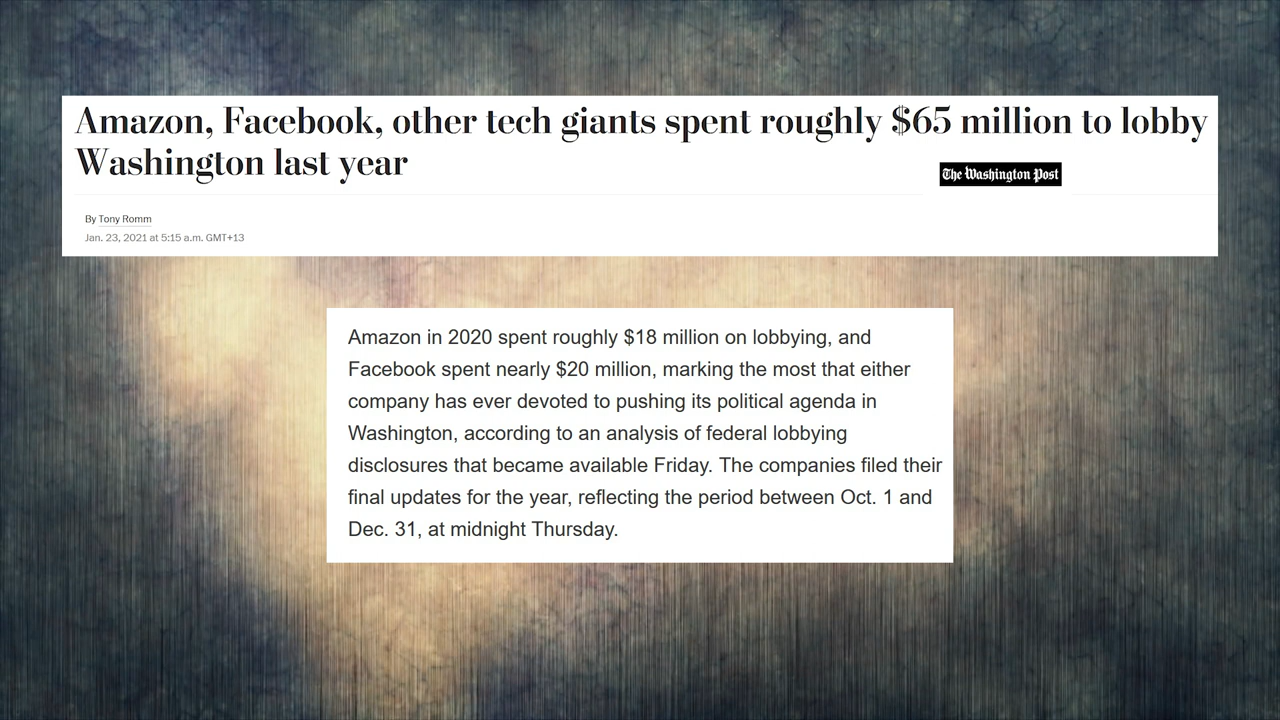 Amazon, Facebook, other tech giants spent roughly $65 million to lobby
Washington last year
The Washington Post
By Tony Romm
Jan. 23, 2021 at 5:15 a.m. GMT+13
Amazon in 2020 spent roughly $18 million on lobbying, and
Facebook spent nearly $20 million, marking the most that either
company has ever devoted to pushing its political agenda in
Washington, according to an analysis of federal lobbying
disclosures that became available Friday. The companies filed their
final updates for the year, reflecting the period between Oct. 1 and
Dec. 31, at midnight Thursday.